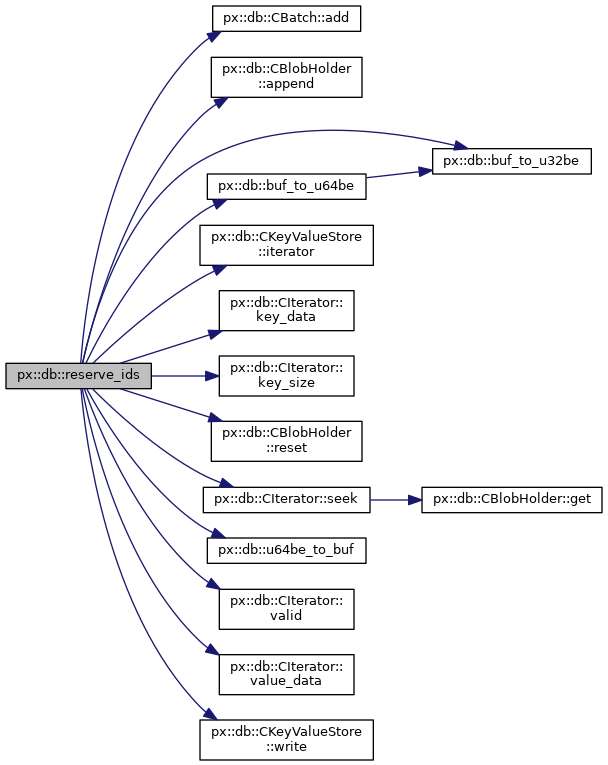 px::db::CBatch::add
px::db::CBlobHolder
::append
px::db::buf_to_u32be
px::db::buf_to_u64be
px::db::CKeyValueStore
::iterator
px::db::CIterator::
key_data
px::db::reserve_ids
px::db::CIterator::
key_size
px::db::CBlobHolder
::reset
px::db::CIterator::seek
px::db::CBlobHolder::get
px::db::u64be_to_buf
px::db::CIterator::
valid
px::db::CIterator::
value_data
px::db::CKeyValueStore
::write